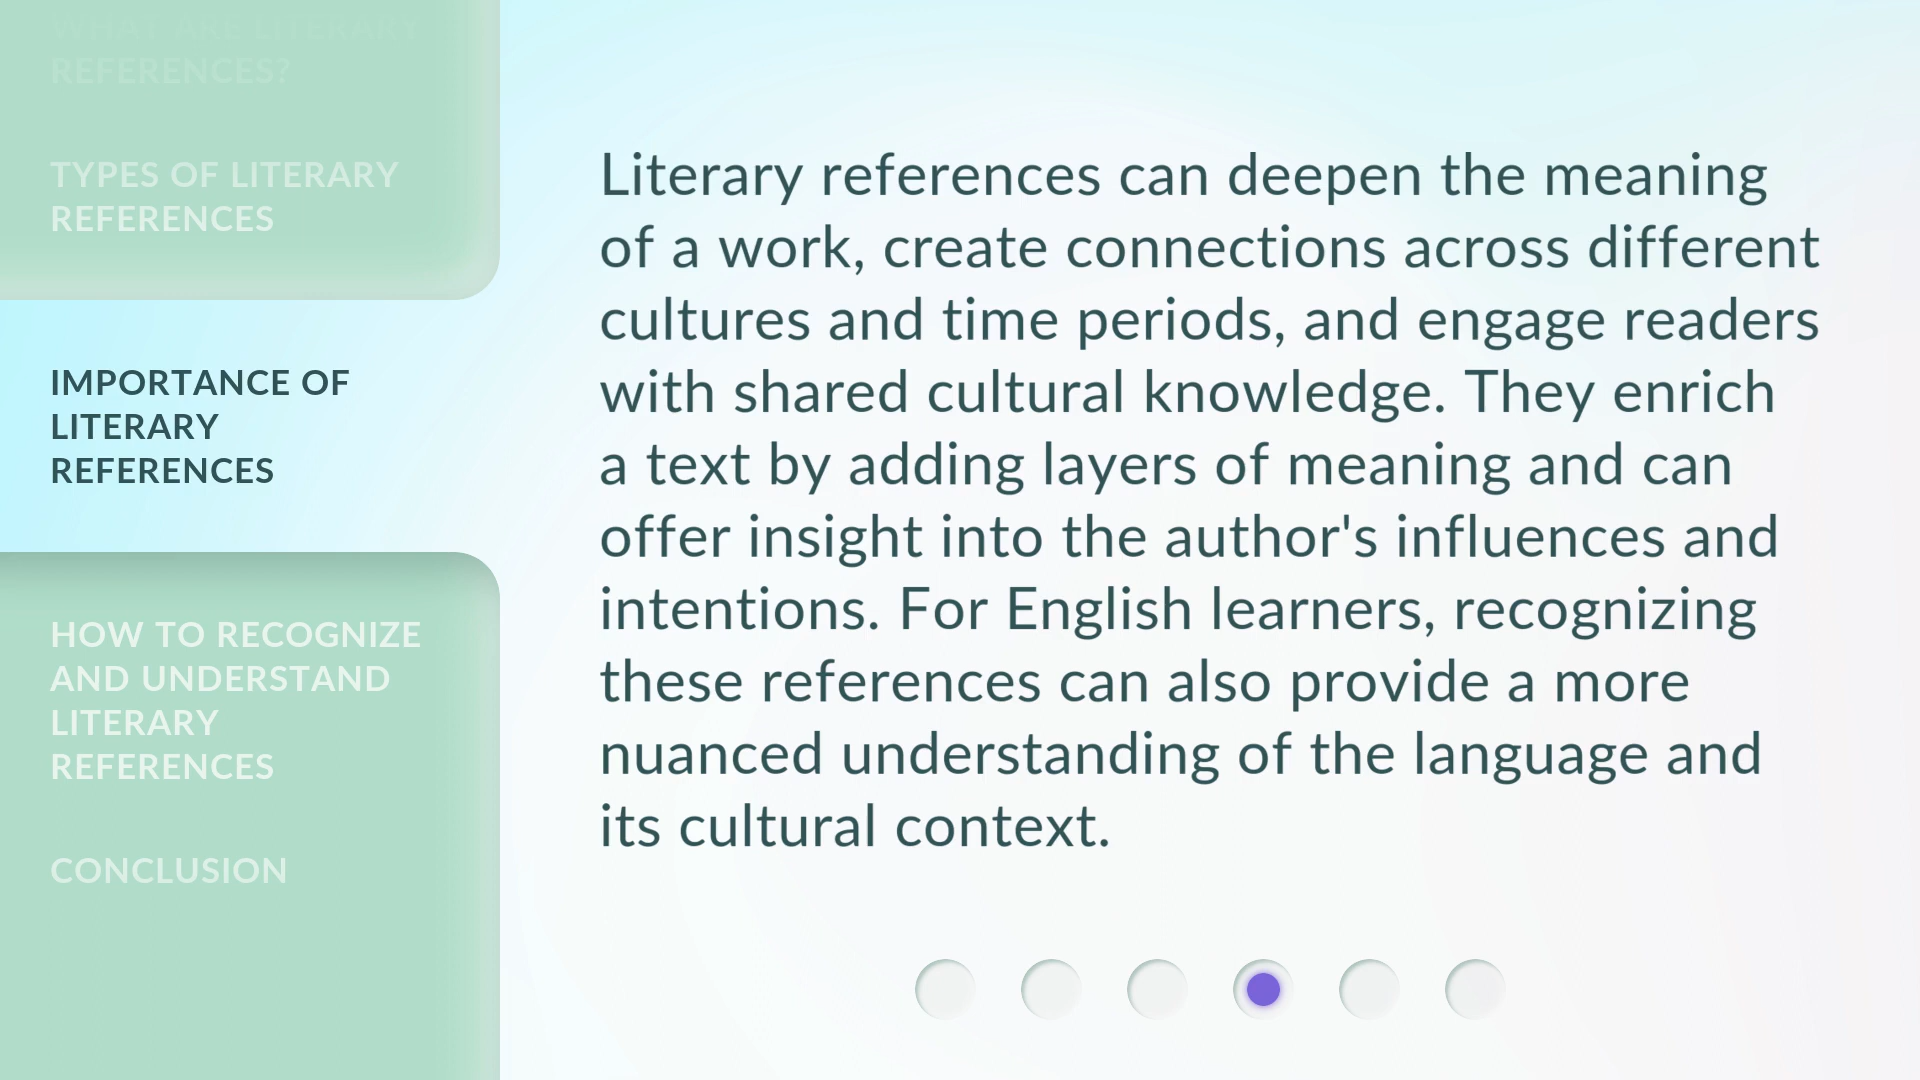 WHAT ARE LITERARY
REFERENCES?
TYPES OF LITERARY
REFERENCES
IMPORTANCE OF
LITERARY
REFERENCES
HOW TO RECOGNIZE
AND UNDERSTAND
LITERARY
REFERENCES
CONCLUSION
Literary references can deepen the meaning
of a work, create connections across different
cultures and time periods, and engage readers
with shared cultural knowledge. They enrich
a text by adding layers of meaning and can
offer insight into the author's influences and
intentions. For English learners, recognizing
these references can also provide a more
nuanced understanding of the language and
its cultural context.